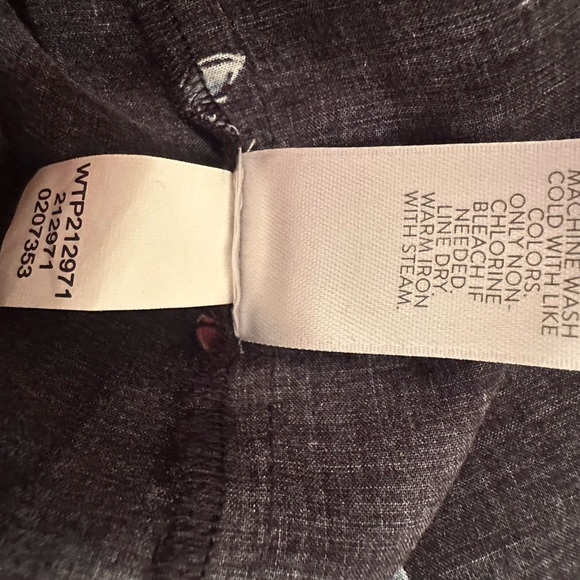 MACHINE WASH
COLD WITH LIKE
COLORS.
ONLY NON-
CHLORINE
BLEACH IF
NEEDED.
LINE DRY.
WARM IRON
WITH STEAM.
WTP212971
212971
0207353